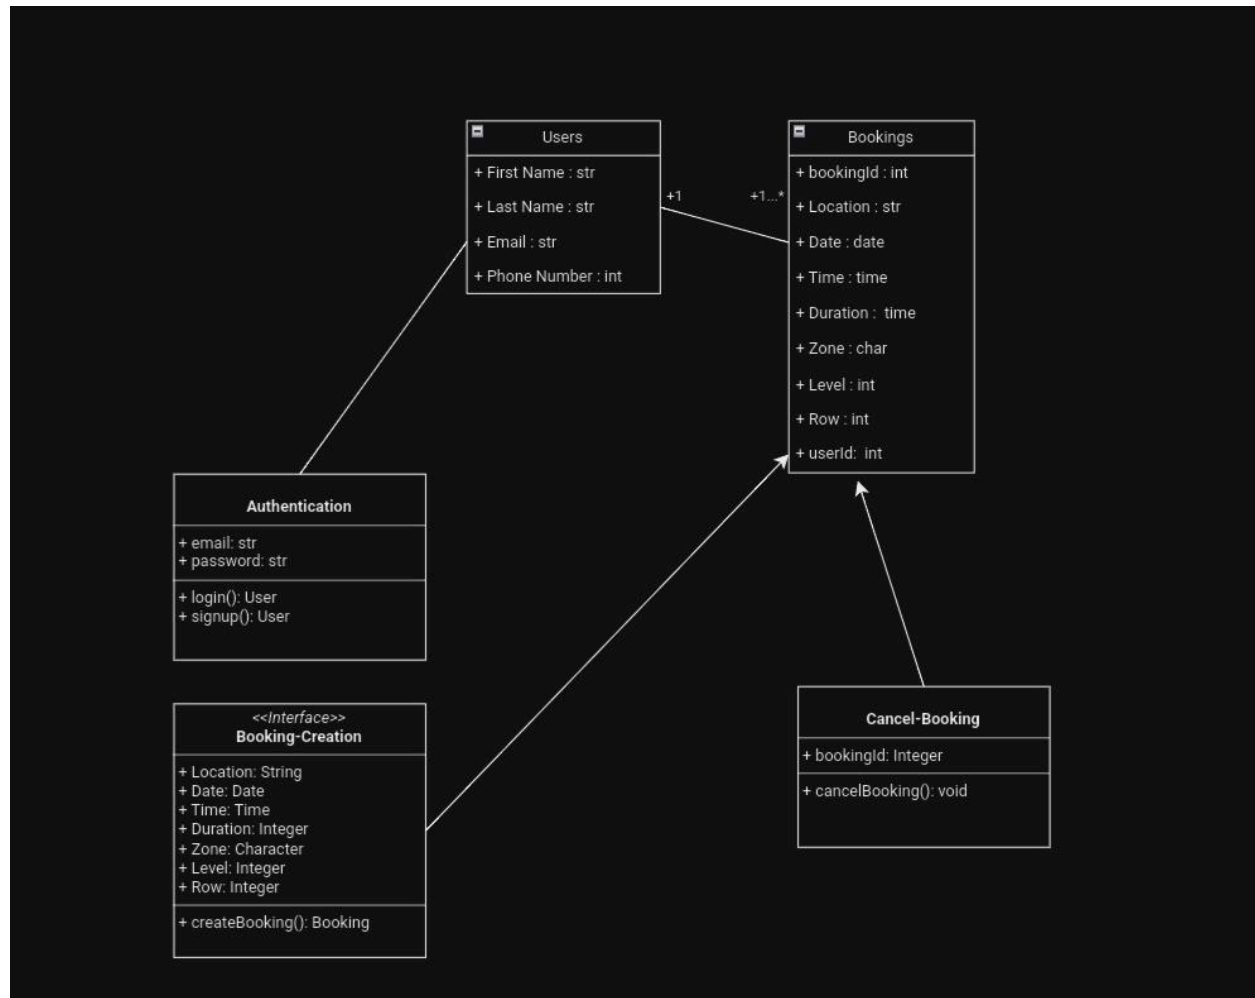 Users
+ First Name : str
+ Last Name : str
+ Email : str
+ Phone Number : int
+1
+1...*
Bookings
+ bookingId : int
+ Location : str
+ Date : date
+ Time : time
+ Duration :  time
+ Zone : char
+ Level : int
+ Row : int
+ userId:  int
Authentication
+ email: str
+ password: str
+ login(): User
+ signup(): User
<<Interface>>
Booking-Creation
+ Location: String
+ Date: Date
+ Time: Time
+ Duration: Integer
+ Zone: Character
+ Level: Integer
+ Row: Integer
+ createBooking(): Booking
Cancel-Booking
+ bookingId: Integer
+ cancelBooking(): void